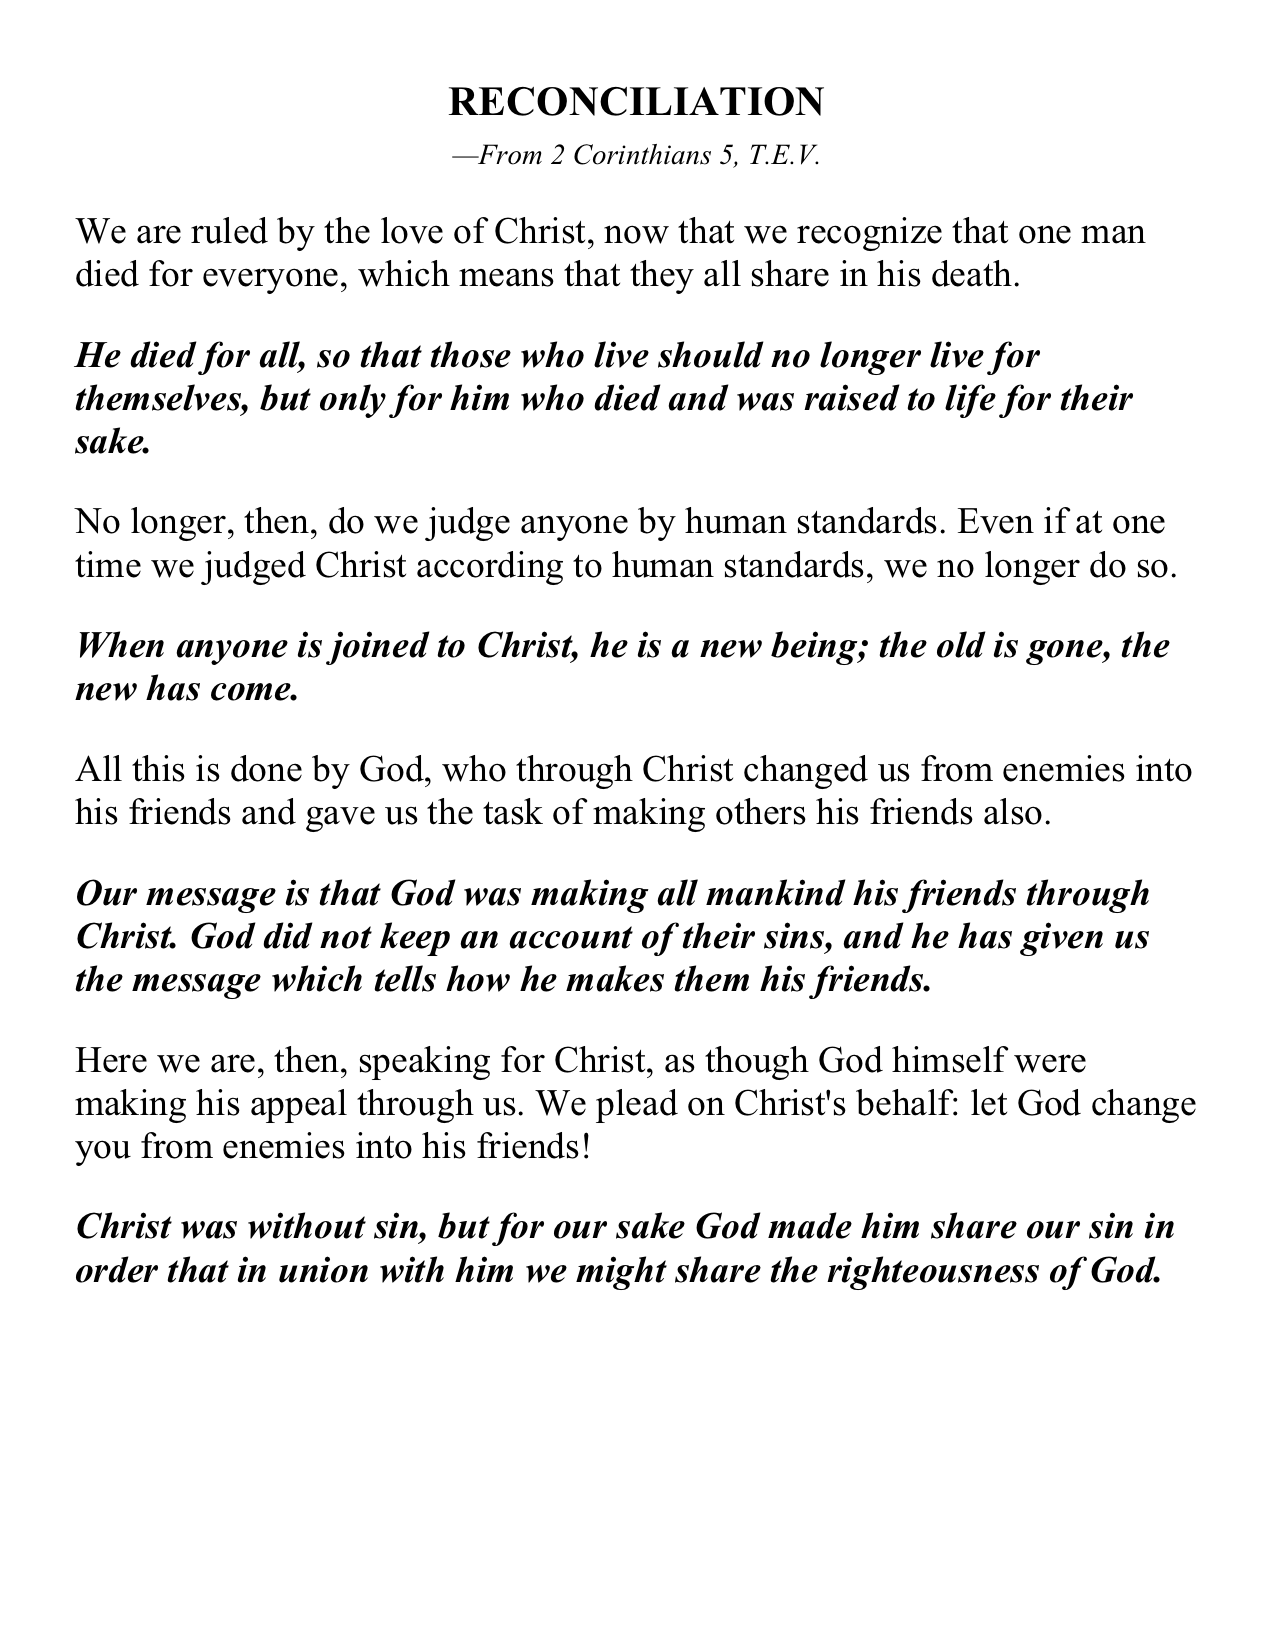 RECONCILIATION
—From 2 Corinthians 5, T.E.V.
We are ruled by the love of Christ, now that we recognize that one man
died for everyone, which means that they all share in his death.
He died for all, so that those who live should no longer live for
themselves, but only for him who died and was raised to life for their
sake.
No longer, then, do we judge anyone by human standards. Even if at one
time we judged Christ according to human standards, we no longer do so.
When anyone is joined to Christ, he is a new being; the old is gone, the
new has come.
All this is done by God, who through Christ changed us from enemies into
his friends and gave us the task of making others his friends also.
Our message is that God was making all mankind his friends through
Christ. God did not keep an account of their sins, and he has given us
the message which tells how he makes them his friends.
Here we are, then, speaking for Christ, as though God himself were
making his appeal through us. We plead on Christ's behalf: let God change
you from enemies into his friends!
Christ was without sin, but for our sake God made him share our sin in
order that in union with him we might share the righteousness of God.